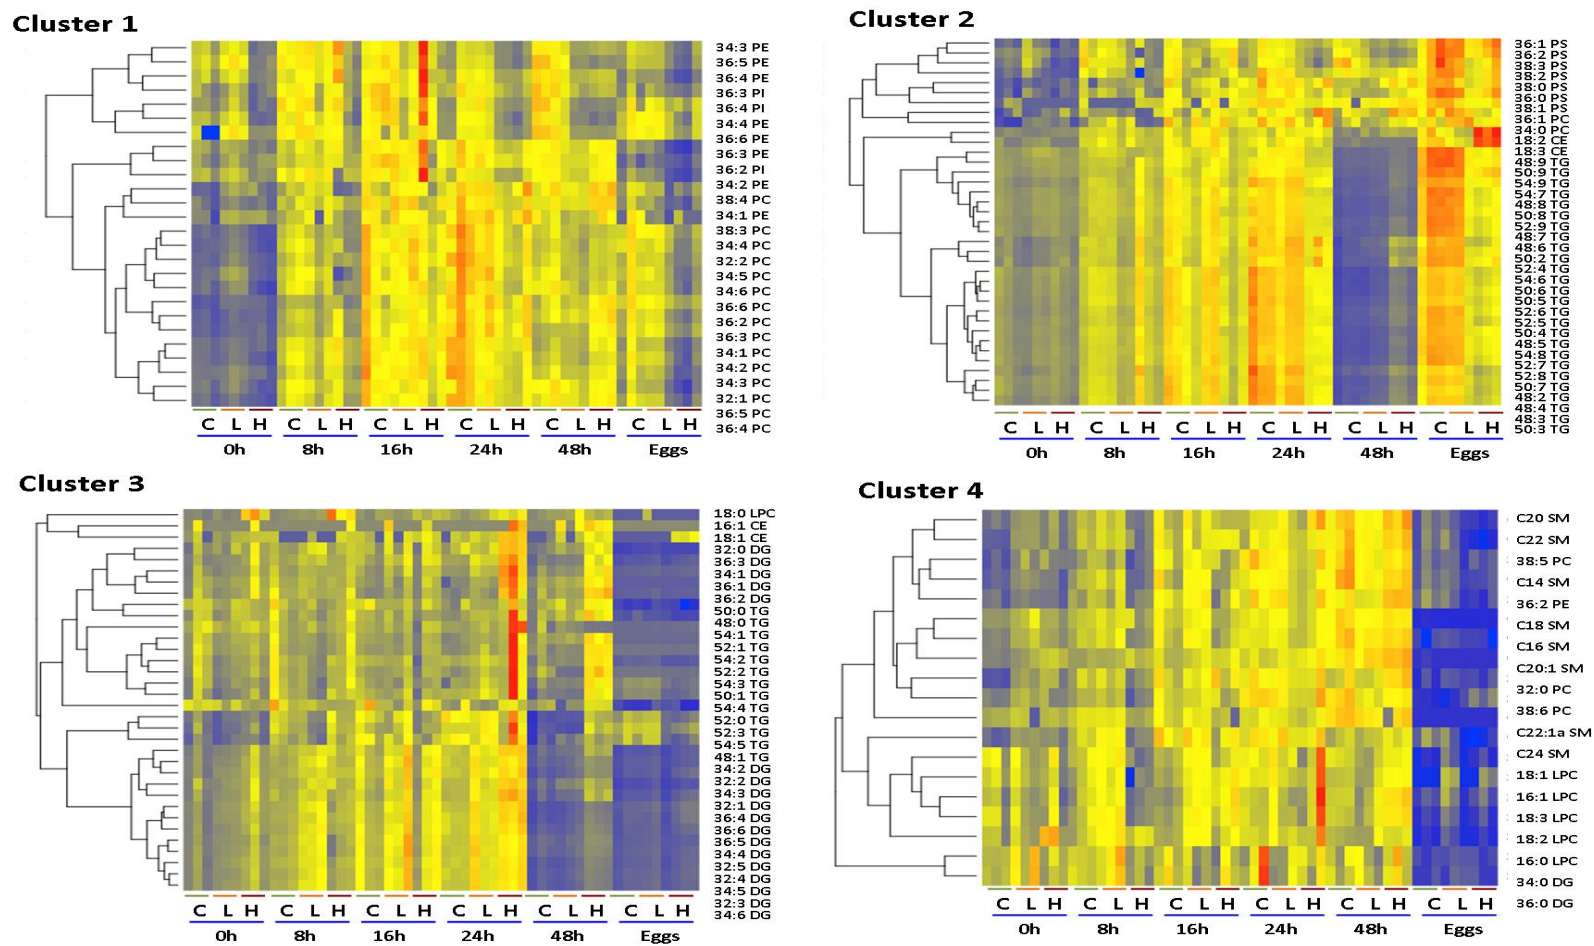 Cluster 1
34:3 PE
36:5 PE
36:4 PE
36:3 PI
36:4 PI
34:4 PE
36:6 PE
36:3 PE
36:2 PI
34:2 PE
38:4 PC
34:1 PE
38:3 PC
34:4 PC
32:2 PC
34:5 PC
34:6 PC
36:6 PC
36:2 PC
36:3 PC
34:1 PC
34:2 PC
34:3 PC
32:1 PC
36:5 PC
36:4 PC
C L H C L H C L H C L H C L H C L H
0h 8h 16h 24h 48h Eggs
Cluster 2
36:1 PS
36:2 PS
38:3 PS
38:2 PS
38:0 PS
36:0 PS
38:1 PS
36:1 PC
34:0 PC
18:2 CE
18:3 CE
48:9 TG
50:9 TG
54:9 TG
54:7 TG
48:8 TG
50:8 TG
52:9 TG
48:7 TG
48:6 TG
50:2 TG
52:4 TG
54:6 TG
50:6 TG
50:5 TG
52:6 TG
52:5 TG
50:4 TG
48:5 TG
54:8 TG
52:7 TG
52:8 TG
50:7 TG
48:2 TG
48:4 TG
48:3 TG
50:3 TG
C L H C L H C L H C L H C L H C L H
0h 8h 16h 24h 48h Eggs
Cluster 3
18:0 LPC
16:1 CE
18:1 CE
32:0 DG
36:3 DG
34:1 DG
36:1 DG
36:2 DG
50:0 TG
48:0 TG
54:1 TG
52:1 TG
54:2 TG
52:2 TG
54:3 TG
50:1 TG
54:4 TG
52:0 TG
52:3 TG
54:5 TG
48:1 TG
34:2 DG
32:2 DG
34:3 DG
32:1 DG
36:4 DG
36:6 DG
36:5 DG
34:4 DG
32:5 DG
32:4 DG
34:5 DG
32:3 DG
34:6 DG
C L H C L H C L H C L H C L H C L H
0h 8h 16h 24h 48h Eggs
Cluster 4
C20 SM
C22 SM
38:5 PC
C14 SM
36:2 PE
C18 SM
C16 SM
C20:1 SM
32:0 PC
38:6 PC
C22:1a SM
C24 SM
18:1 LPC
16:1 LPC
18:3 LPC
18:2 LPC
16:0 LPC
34:0 DG
36:0 DG
C L H C L H C L H C L H C L H C L H
0h 8h 16h 24h 48h Eggs